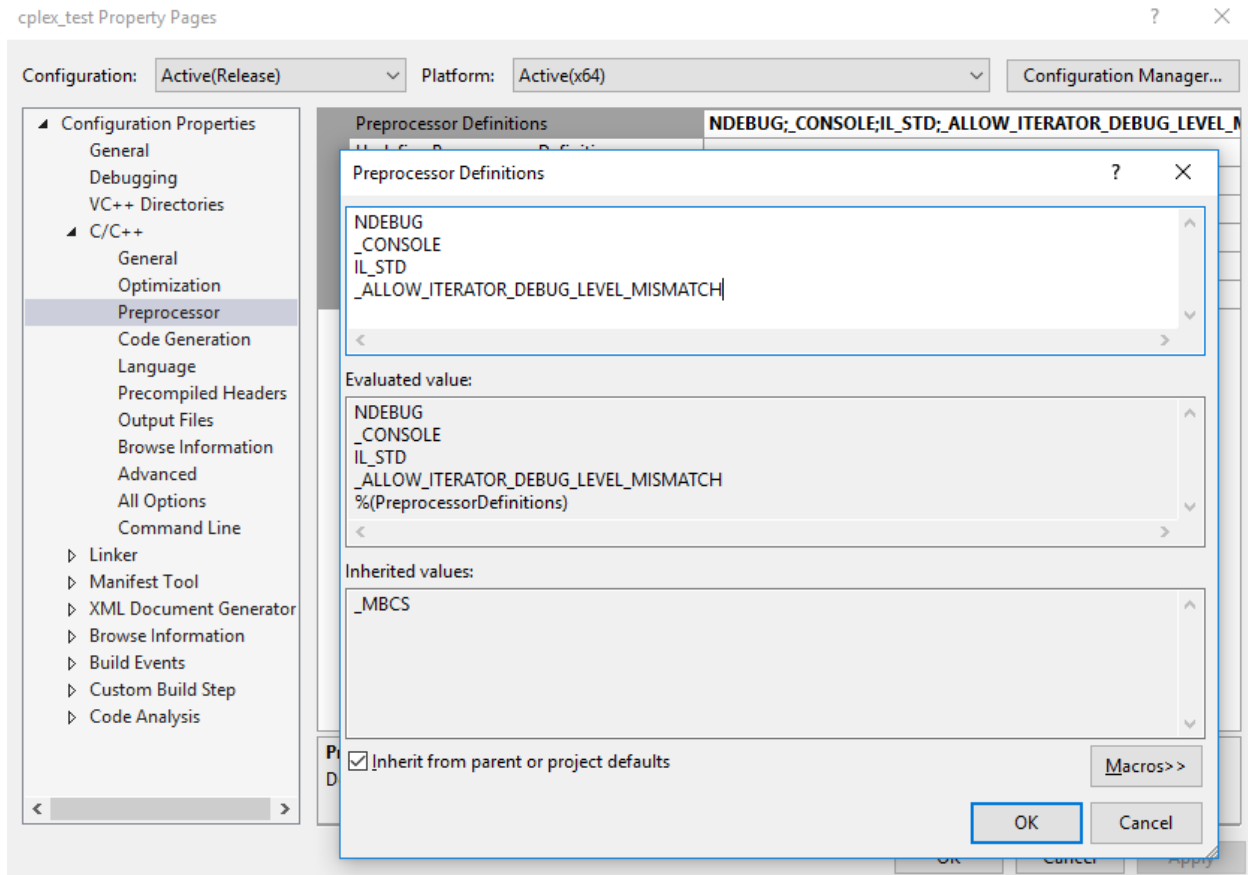 cplex_test Property Pages
?
Configuration: Active(Release) Platform: Active(x64) Configuration Manager...
Configuration Properties
General
Debugging
VC++ Directories
C/C++
General
Optimization
Preprocessor
Code Generation
Language
Precompiled Headers
Output Files
Browse Information
Advanced
All Options
Command Line
Linker
Manifest Tool
XML Document Generator
Browse Information
Build Events
Custom Build Step
Code Analysis
Preprocessor Definitions NDEBUG;_CONSOLE;IL_STD;_ALLOW_ITERATOR_DEBUG_LEVEL_M
Preprocessor Definitions ?
NDEBUG
_CONSOLE
IL_STD
_ALLOW_ITERATOR_DEBUG_LEVEL_MISMATCH
Evaluated value:
NDEBUG
_CONSOLE
IL_STD
_ALLOW_ITERATOR_DEBUG_LEVEL_MISMATCH
%(PreprocessorDefinitions)
Inherited values:
_MBCS
Inherit from parent or project defaults
Macros>>
OK Cancel
OK Cancel Apply